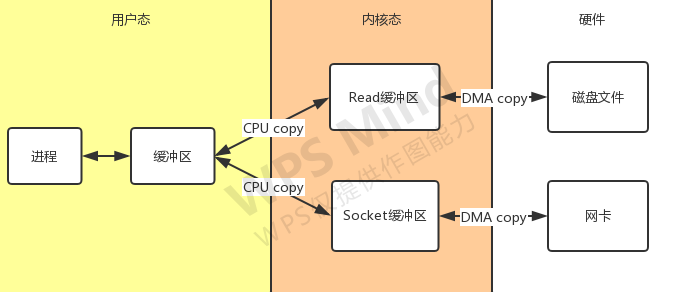 用户态
内核态
硬件
进程
缓冲区
CPU copy
CPU copy
Read缓冲区
Socket缓冲区
DMA copy
DMA copy
磁盘文件
网卡
WPS Mind
WPS仅提供作图能力